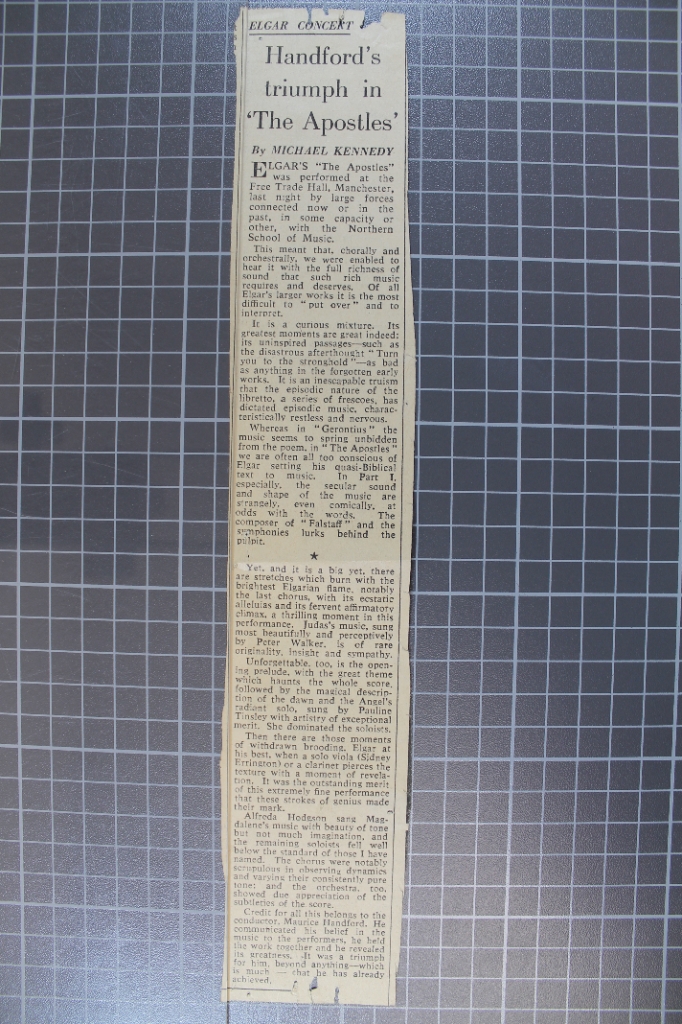 ELGAR CONCERT
Handford's
triumph in
'The Apostles'
By MICHAEL KENNEDY
ELGAR'S "The Apostles"
was performed at the
Free Trade Hall, Manchester,
last night by large forces
connected now or in the
past, in some capacity or
other, with the Northern
School of Music.
This meant that, chorally and
orchestrally, we were enabled to
hear it with the full richness of
sound that such rich music
requires and deserves. Of all
Elgar's larger works it is the most
difficult to "put over" and to
interpret.
It is a curious mixture. Its
greatest moments are great indeed:
its uninspired passages—such as
the disastrous afterthought "Turn
you to the stronghold"—as bad
as anything in the forgotten early
works. It is an inescapable truism
that the episodic nature of the
libretto, a series of frescoes, has
dictated episodic music, charac-
teristically restless and nervous.
Whereas in "Gerontius" the
music seems to spring unbidden
from the poem, in "The Apostles"
we are often all too conscious of
Elgar setting his quasi-Biblical
text to music. In Part I,
especially, the secular sound
and shape of the music are
strangely, even comically, at
odds with the words. The
composer of "Falstaff" and the
symphonies lurks behind the
pulpit.
★
Yet, and it is a big yet, there
are stretches which burn with the
brightest Elgarian flame, notably
the last chorus, with its ecstatic
alleluias and its fervent affirmatory
climax, a thrilling moment in this
performance. Judas's music, sung
most beautifully and perceptively
by Peter Walker, is of rare
originality, insight and sympathy.
Unforgettable, too, is the open-
ing prelude, with the great theme
which haunts the whole score,
followed by the magical descrip-
tion of the dawn and the Angel's
radiant solo, sung by Pauline
Tinsley with artistry of exceptional
merit. She dominated the soloists.
Then there are those moments
of withdrawn brooding, Elgar at
his best, when a solo viola (Sidney
Errington) or a clarinet pierces the
texture with a moment of revela-
tion. It was the outstanding merit
of this extremely fine performance
that these strokes of genius made
their mark.
Alfreda Hodgson sang Mag-
dalene's music with beauty of tone
but not much imagination, and
the remaining soloists fell well
below the standard of those I have
named. The chorus were notably
scrupulous in observing dynamics
and varying their consistently pure
tone; and the orchestra, too,
showed due appreciation of the
subtleties of the score.
Credit for all this belongs to the
conductor, Maurice Handford. He
communicated his belief in the
music to the performers, he held
the work together and he revealed
its greatness. It was a triumph
for him, beyond anything—which
is much — that he has already
achieved.